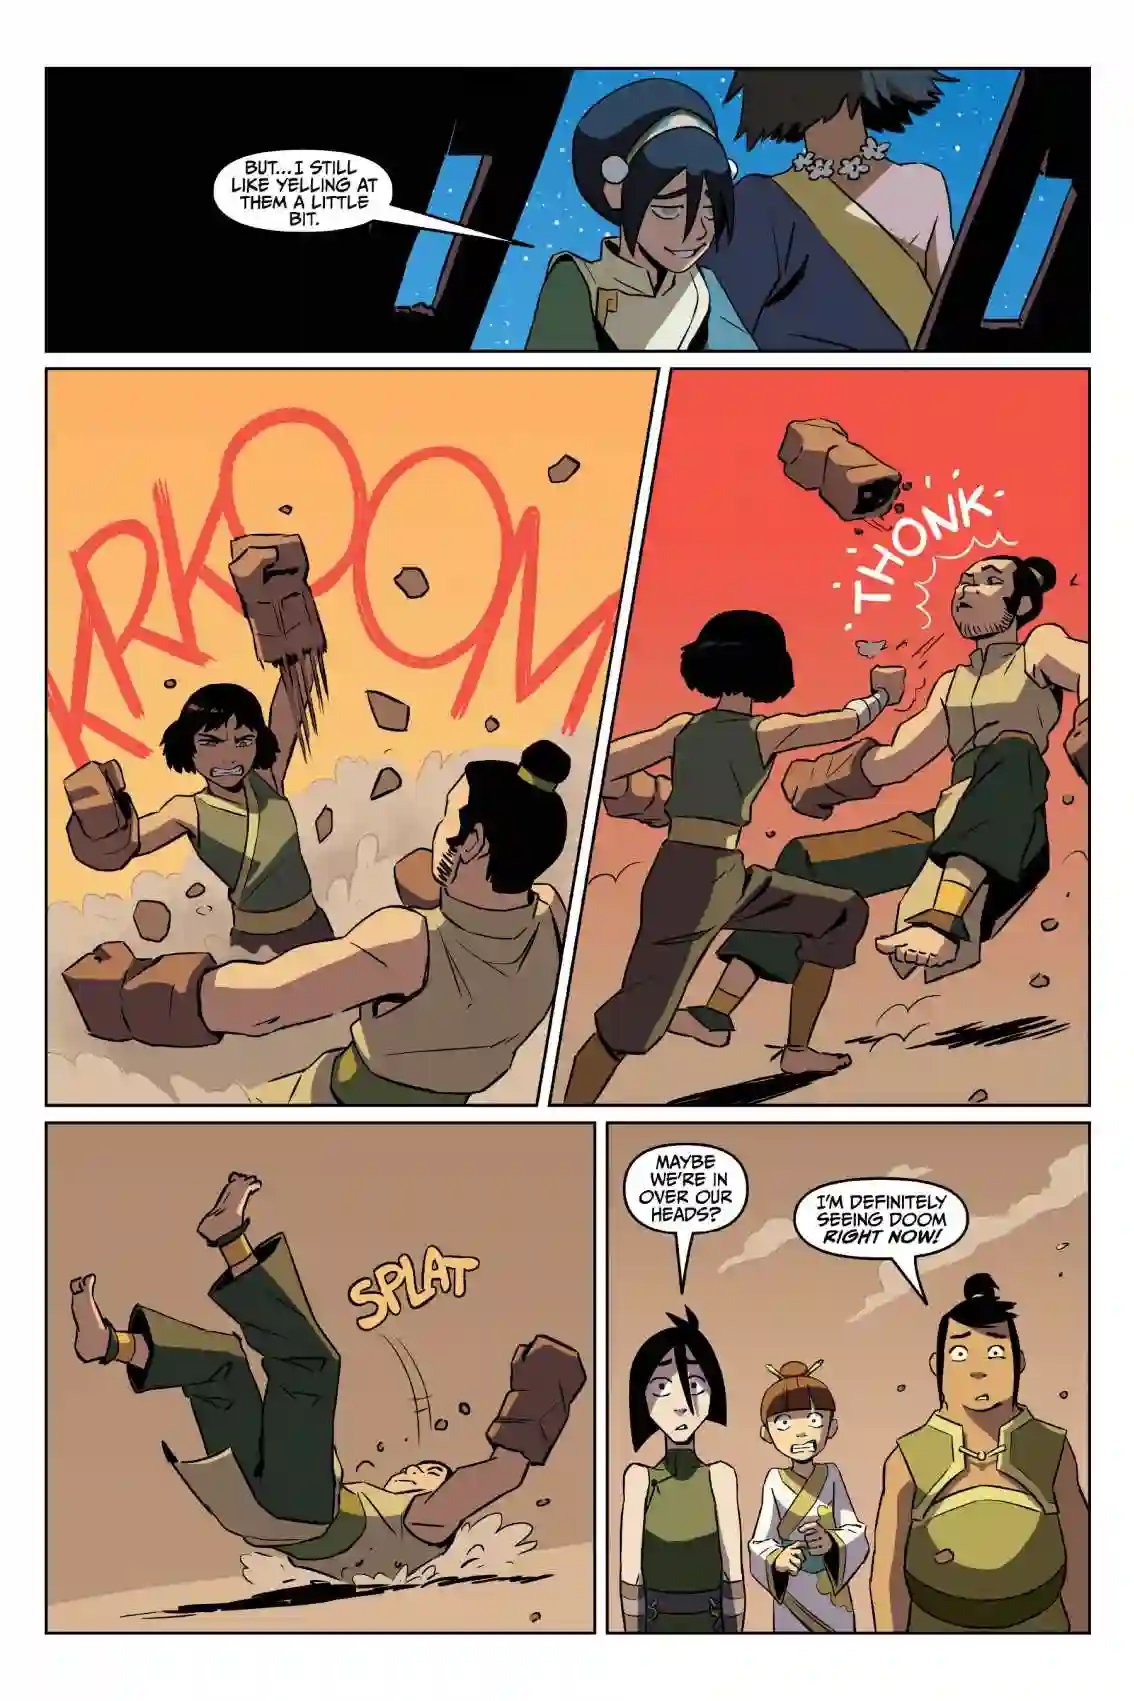 BUT...I STILL
LIKE YELLING AT
THEM A LITTLE
BIT.
KRKOOM
THONK
SPLAT
MAYBE
WE'RE IN
OVER OUR
HEADS?
I'M DEFINITELY
SEEING DOOM
RIGHT NOW!